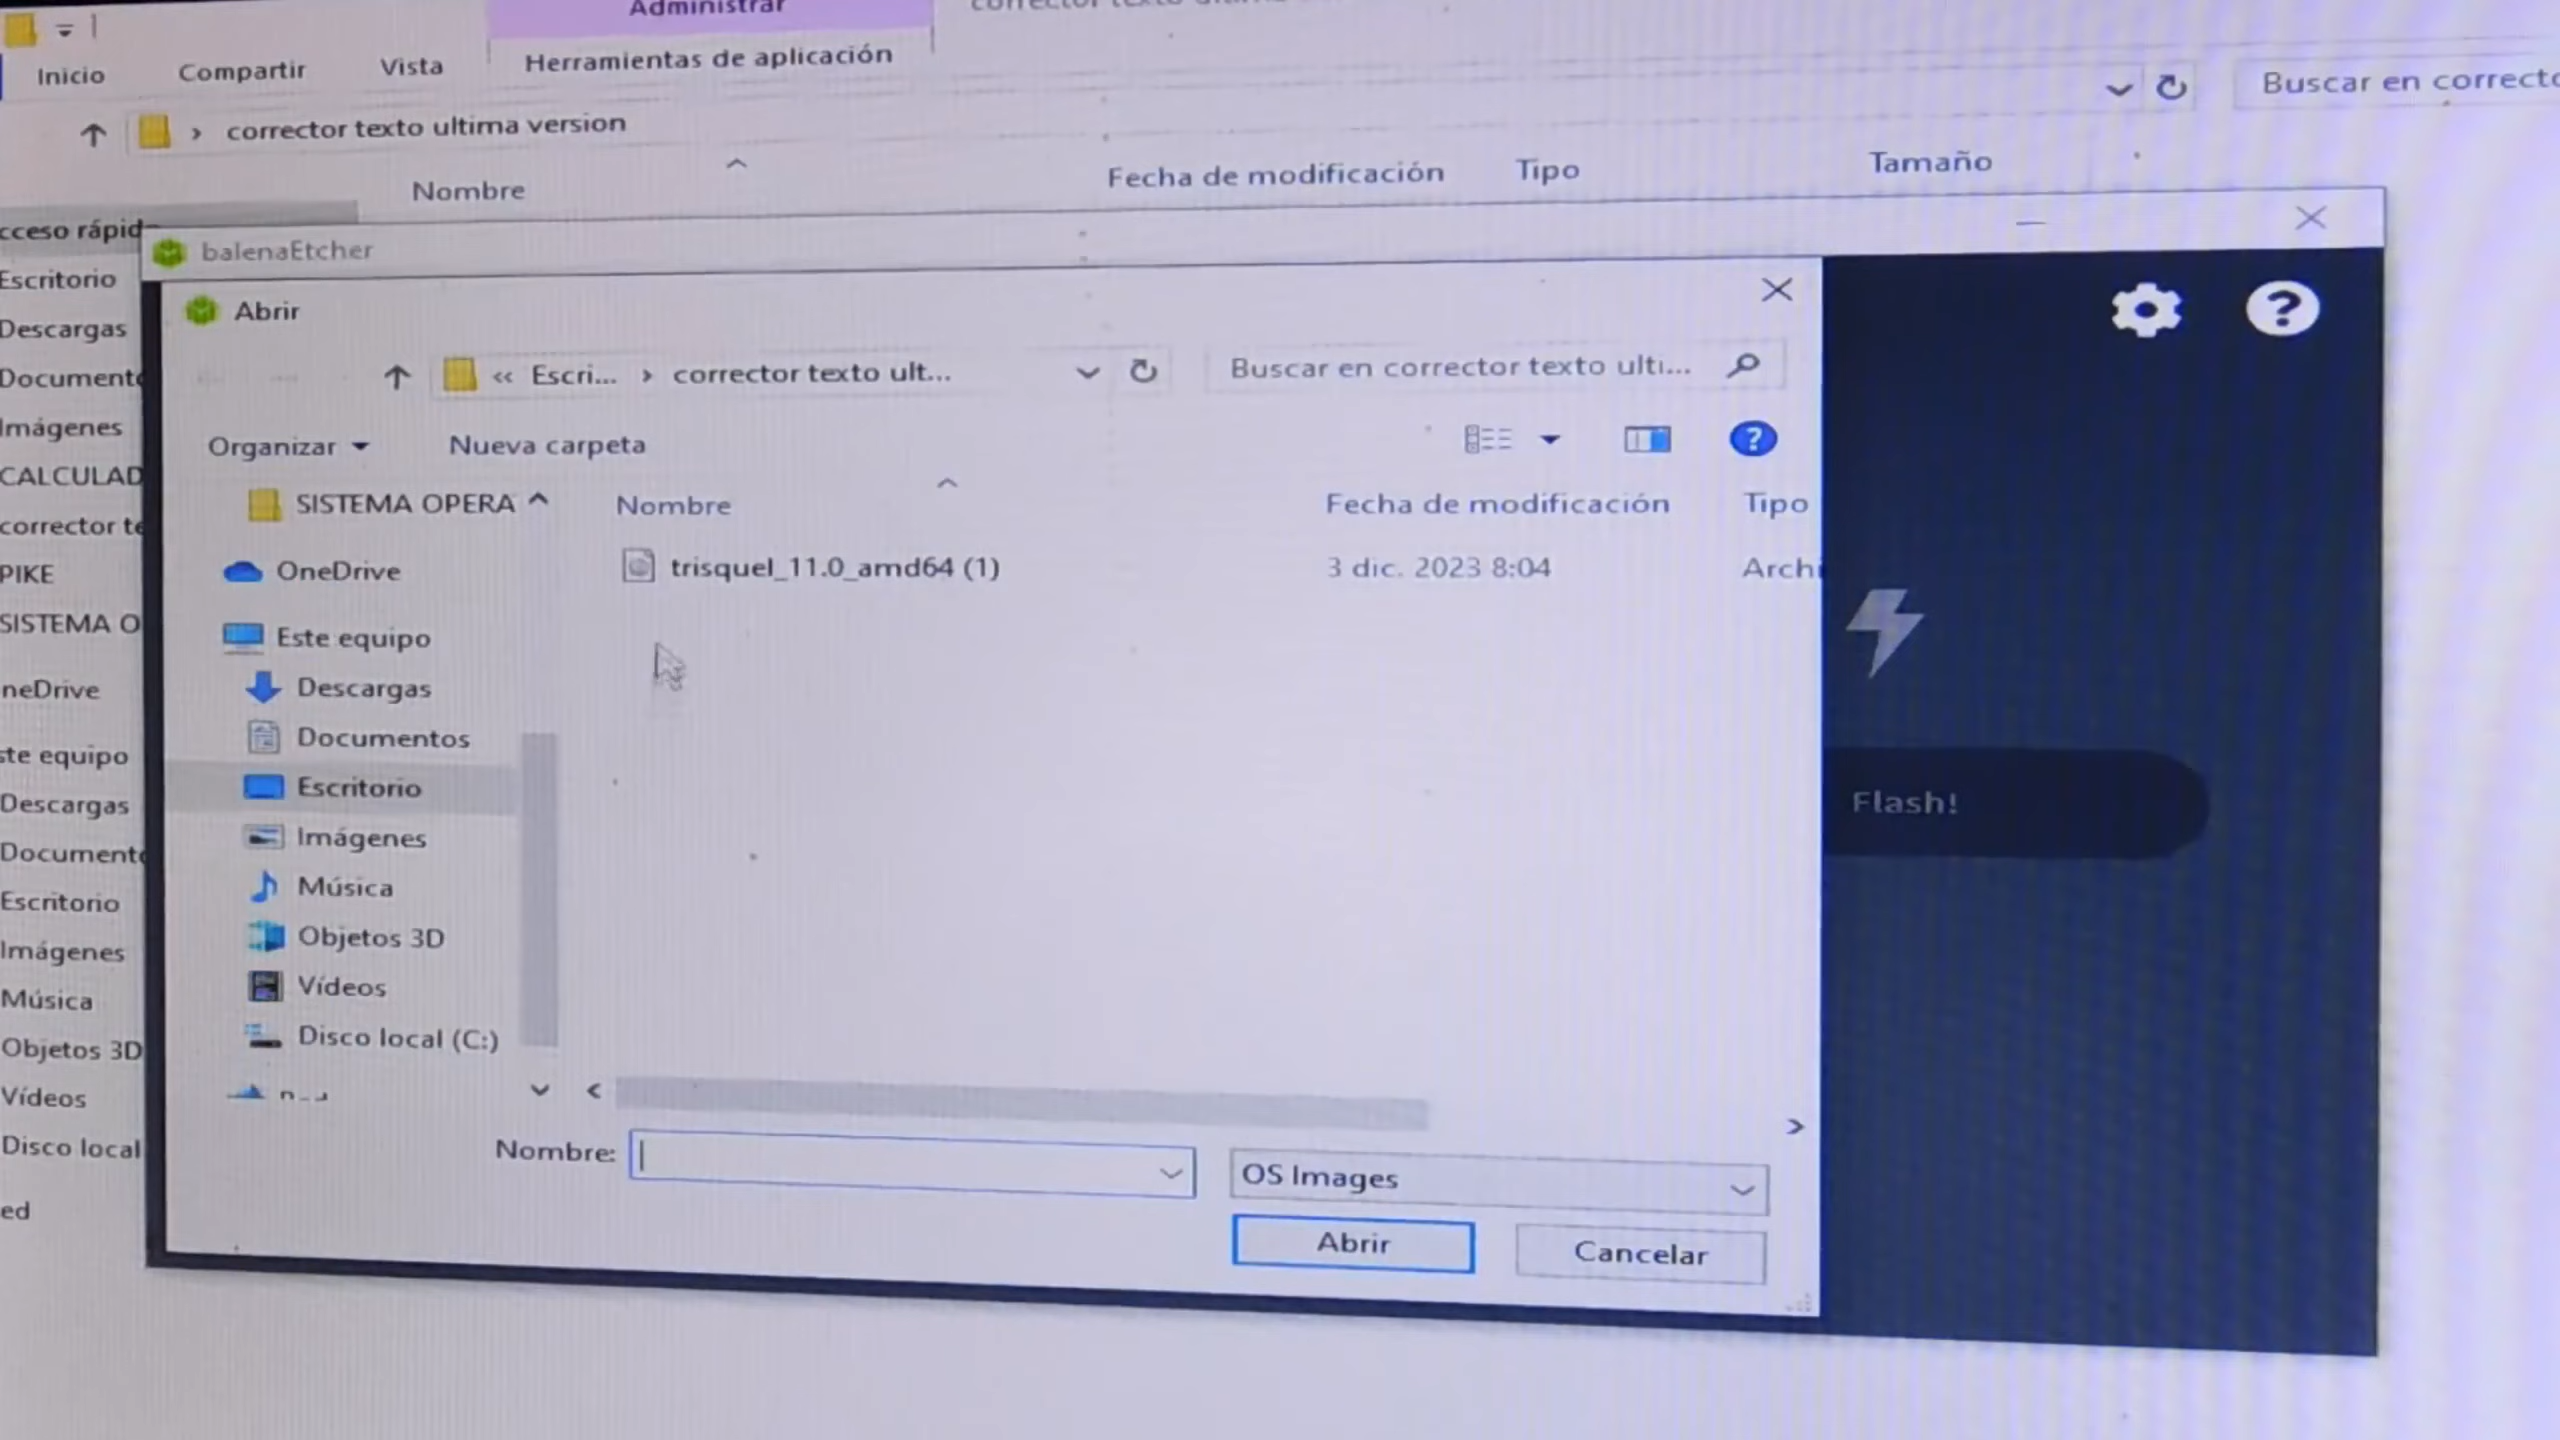 Administrar
Inicio
Compartir
Vista
Herramientas de aplicación
corrector texto ultima version
Buscar en
Nombre
Fecha de modificación
Tipo
Tamaño
balenaEtcher
Abrir
« Escri... › corrector texto ult...
Buscar en corrector texto ulti...
Organizar
Nueva carpeta
SISTEMA OPERA
Nombre
Fecha de modificación
Tipo
trisquel_11.0_amd64 (1)
3 dic. 2023 8:04
Archi
OneDrive
Este equipo
Descargas
Documentos
Escritorio
Imágenes
Música
Objetos 3D
Vídeos
Disco local (C:)
Nombre:
OS Images
Abrir
Cancelar
Flash!
cceso rápid
Escritorio
Descargas
Document
Imágenes
CALCULAD
corrector te
PIKE
SISTEMA O
neDrive
ste equipo
Descargas
Document
Escritorio
Imágenes
Música
Objetos 3D
Vídeos
Disco local
ed